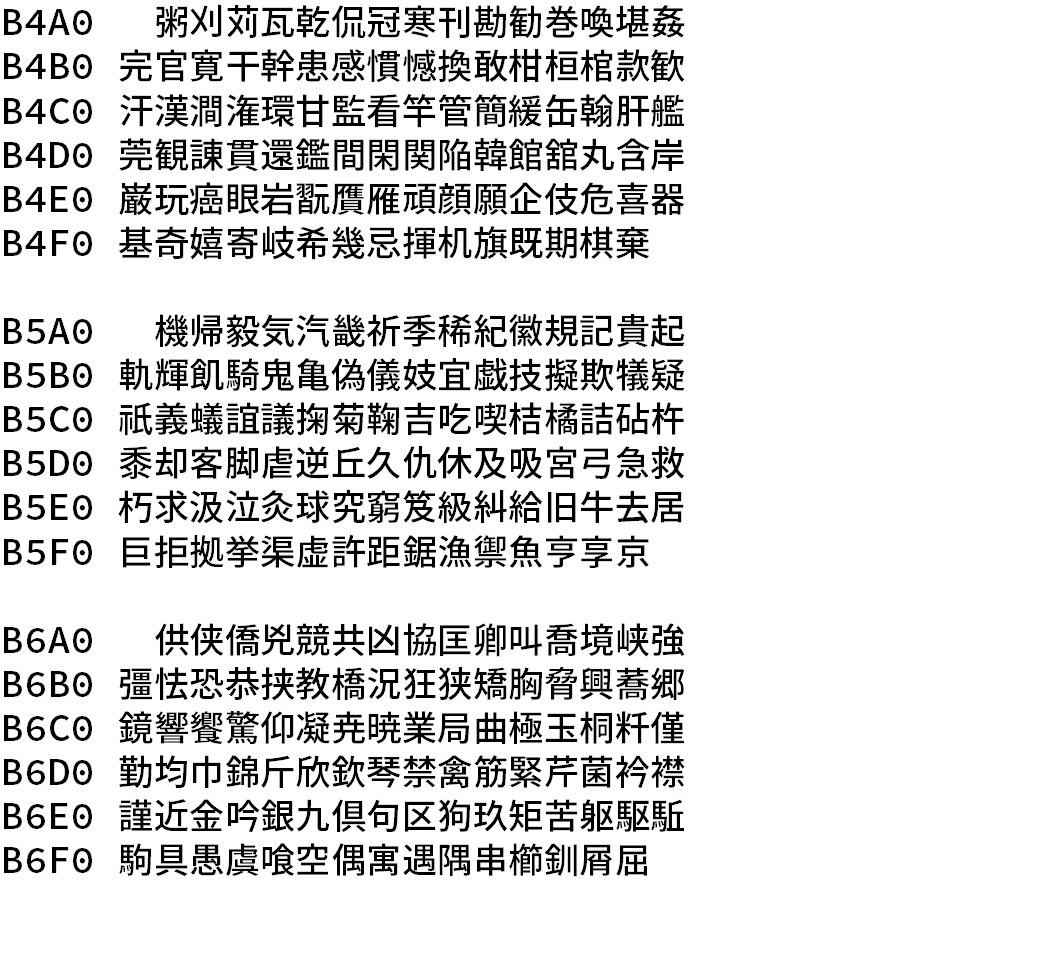 B4A0 粥刈苅瓦乾侃冠寒刊勘勧巻喚堪姦
B4B0 完官寛干幹患感慣憾換敢柑桓棺款歓
B4C0 汗漢澗潅環甘監看竿管簡緩缶翰肝艦
B4D0 莞観諌貫還鑑間閑関陥韓館舘丸含岸
B4E0 巌玩癌眼岩翫贋雁頑顔願企伎危喜器
B4F0 基奇嬉寄岐希幾忌揮机旗既期棋棄
B5A0 機帰毅気汽畿祈季稀紀徽規記貴起
B5B0 軌輝飢騎鬼亀偽儀妓宜戯技擬欺犠疑
B5C0 祇義蟻誼議掬菊鞠吉吃喫桔橘詰砧杵
B5D0 黍却客脚虐逆丘久仇休及吸宮弓急救
B5E0 朽求汲泣灸球究窮笈級糾給旧牛去居
B5F0 巨拒拠挙渠虚許距鋸漁禦魚亨享京
B6A0 供侠僑兇競共凶協匡卿叫喬境峡強
B6B0 彊怯恐恭挟教橋況狂狭矯胸脅興蕎郷
B6C0 鏡響饗驚仰凝尭暁業局曲極玉桐粁僅
B6D0 勤均巾錦斤欣欽琴禁禽筋緊芹菌衿襟
B6E0 謹近金吟銀九倶句区狗玖矩苦躯駆駈
B6F0 駒具愚虞喰空偶寓遇隅串櫛釧屑屈